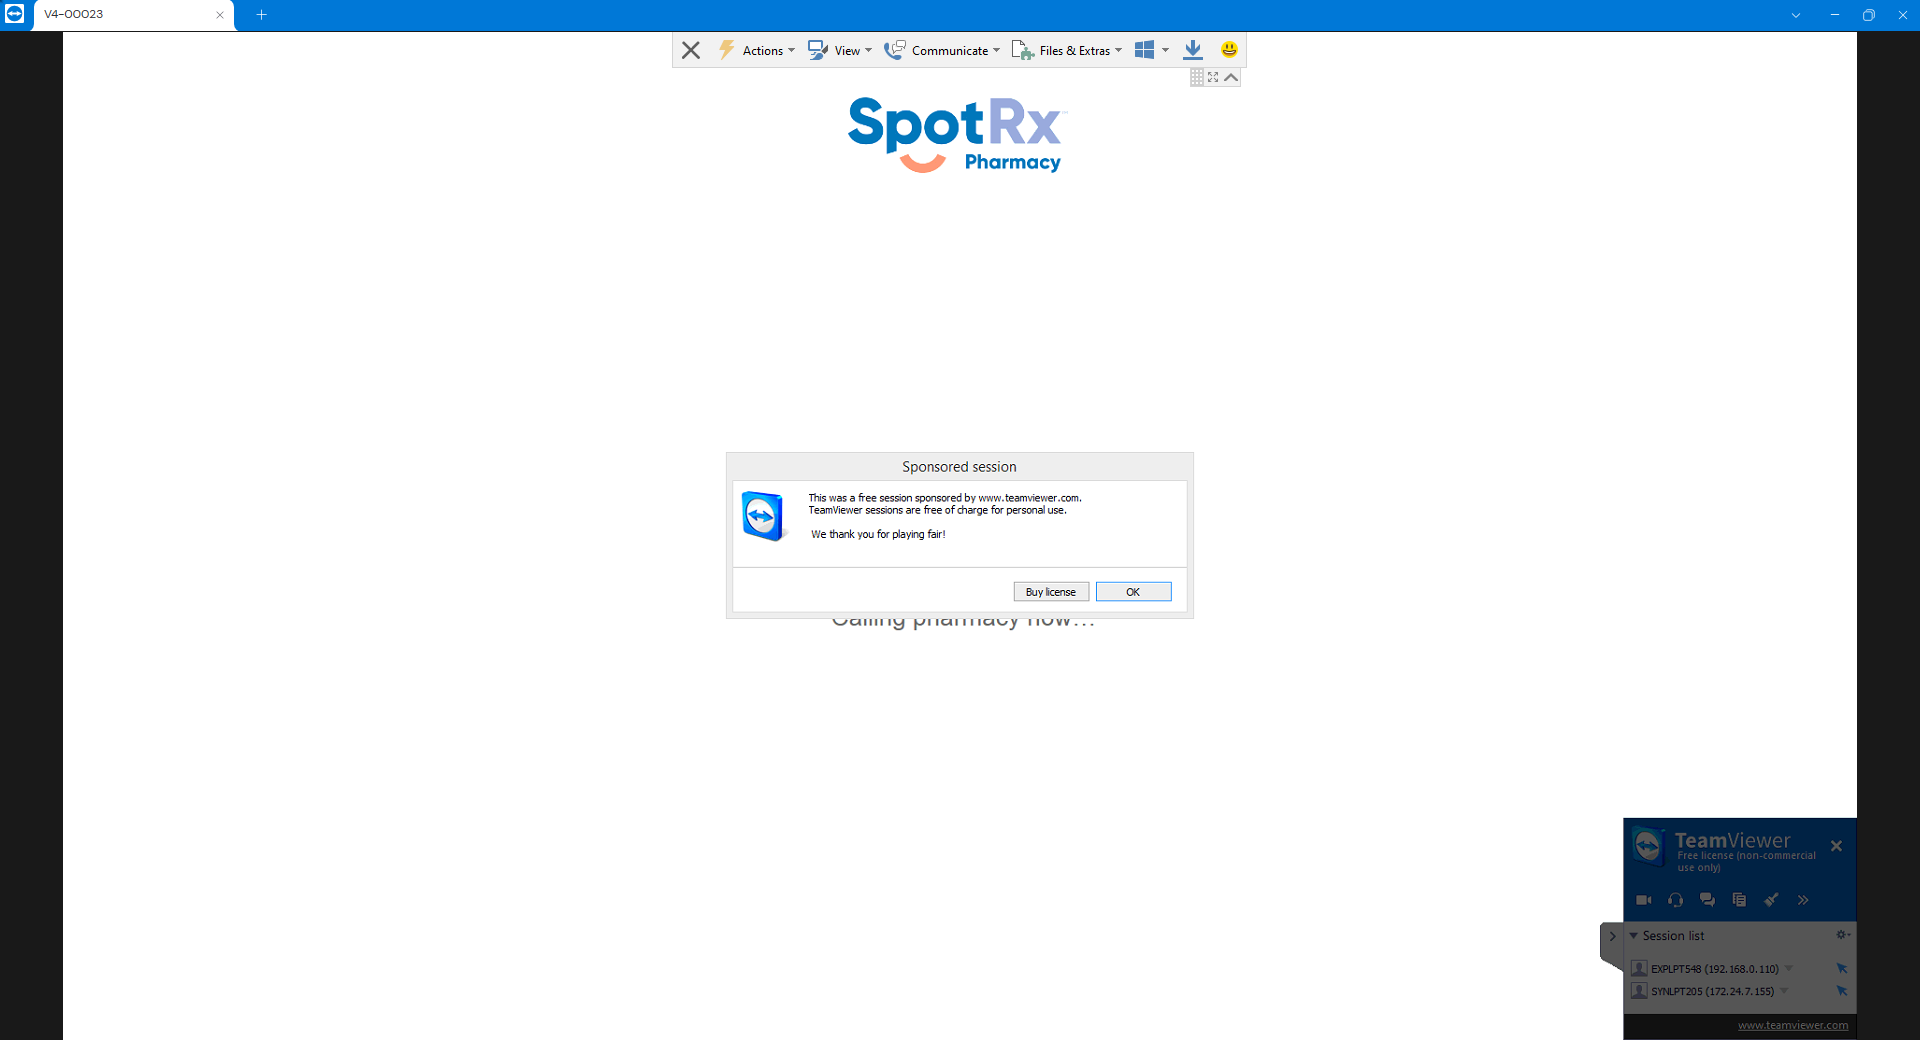 V4-00023
Actions
View
Communicate
Files & Extras
SpotRx
Pharmacy
Sponsored session
This was a free session sponsored by www.teamviewer.com.
TeamViewer sessions are free of charge for personal use.
We thank you for playing fair!
Buy license
OK
Calling pharmacy now...
TeamViewer
Free license (non-commercial
use only)
Session list
EXPLPT548 (192.168.0.110)
SYNLPT205 (172.24.7.155)
www.teamviewer.com